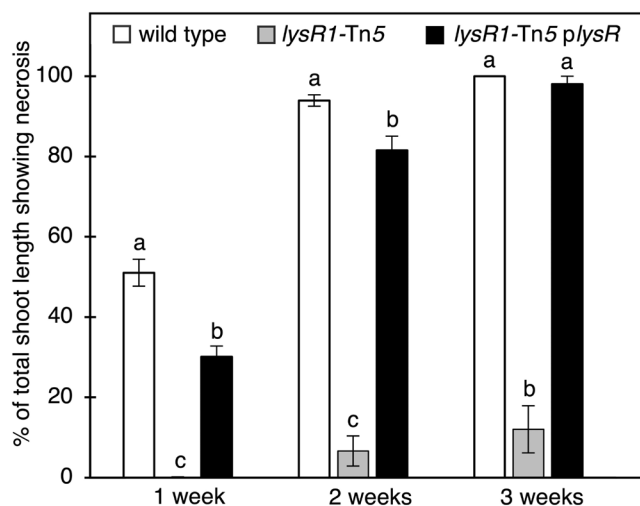 wild type lysR1-Tn5 lysR1-Tn5 plysR
% of total shoot length showing necrosis
100
80
60
40
20
0
a
c
b
a
c
b
a
b
a
1 week 2 weeks 3 weeks